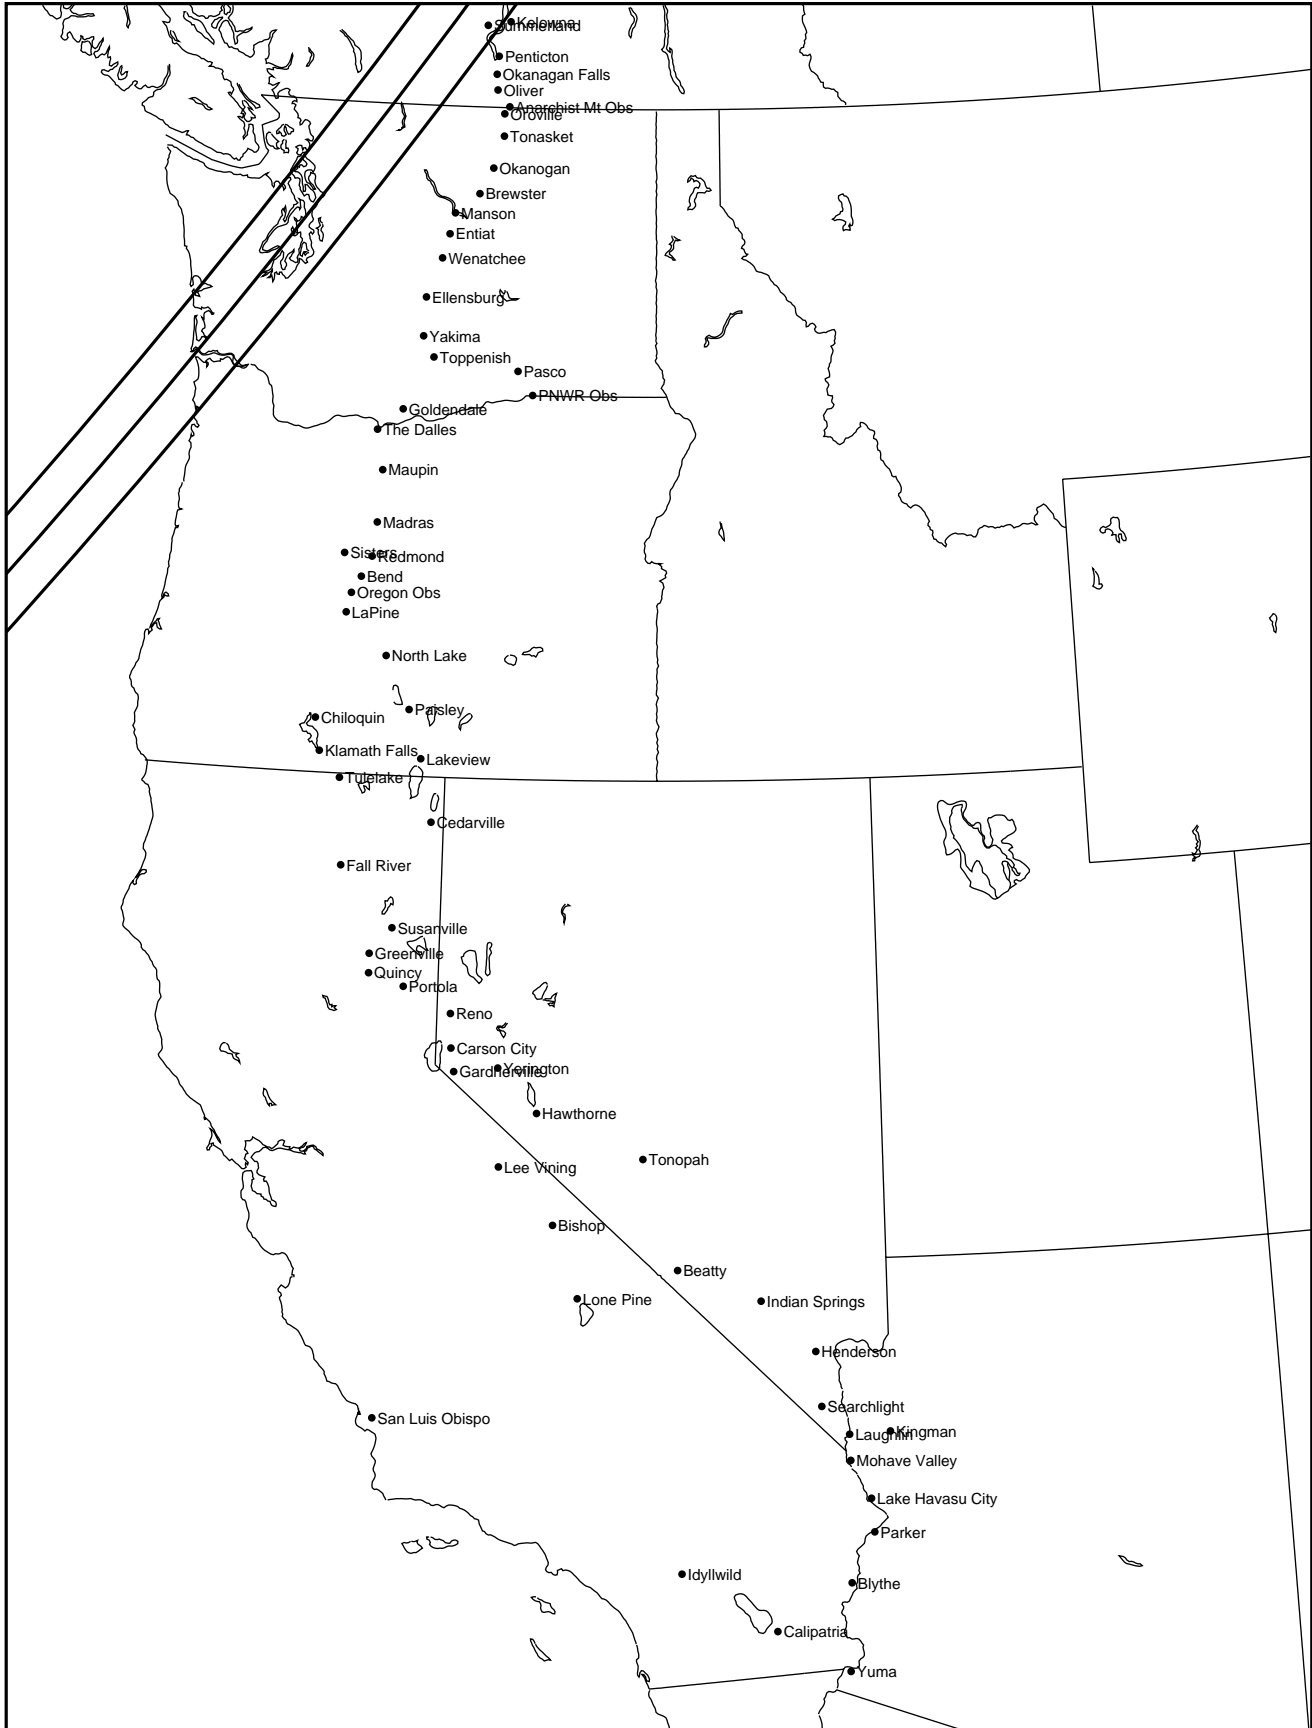 Kelowna
Summerland
Penticton
Okanagan Falls
Oliver
Anarchist Mt Obs
Oroville
Tonasket
Okanogan
Brewster
Manson
Entiat
Wenatchee
Ellensburg
Yakima
Toppenish
Pasco
PNWR Obs
Goldendale
The Dalles
Maupin
Madras
Sisters
Redmond
Bend
Oregon Obs
LaPine
North Lake
Paisley
Chiloquin
Klamath Falls
Lakeview
Tulelake
Cedarville
Fall River
Susanville
Greenville
Quincy
Portola
Reno
Carson City
Yerington
Gardnerville
Hawthorne
Tonopah
Lee Vining
Bishop
Beatty
Lone Pine
Indian Springs
Henderson
Searchlight
San Luis Obispo
Kingman
Laughlin
Mohave Valley
Lake Havasu City
Parker
Idyllwild
Blythe
Calipatria
Yuma